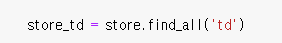 store_td = store.find_all('td')